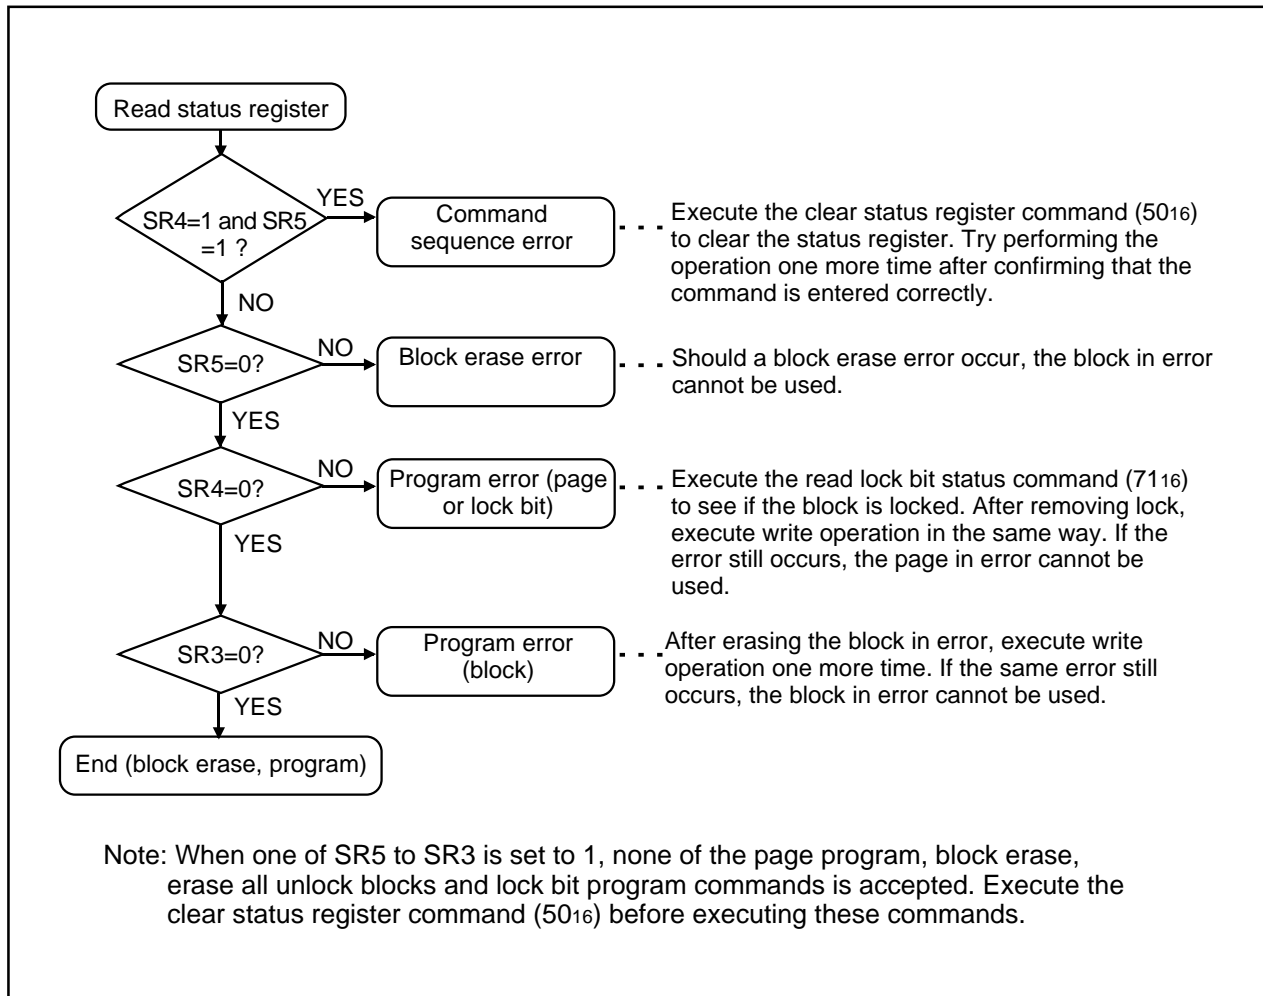 Read status register
SR4=1 and SR5
=1 ?
YES
Command
sequence error
Execute the clear status register command (5016)
to clear the status register. Try performing the
operation one more time after confirming that the
command is entered correctly.
NO
SR5=0?
NO
Block erase error
Should a block erase error occur, the block in error
cannot be used.
YES
SR4=0?
NO
Program error (page
or lock bit)
Execute the read lock bit status command (7116)
to see if the block is locked. After removing lock,
execute write operation in the same way. If the
error still occurs, the page in error cannot be
used.
YES
SR3=0?
NO
Program error
(block)
After erasing the block in error, execute write
operation one more time. If the same error still
occurs, the block in error cannot be used.
YES
End (block erase, program)
Note: When one of SR5 to SR3 is set to 1, none of the page program, block erase,
erase all unlock blocks and lock bit program commands is accepted. Execute the
clear status register command (5016) before executing these commands.